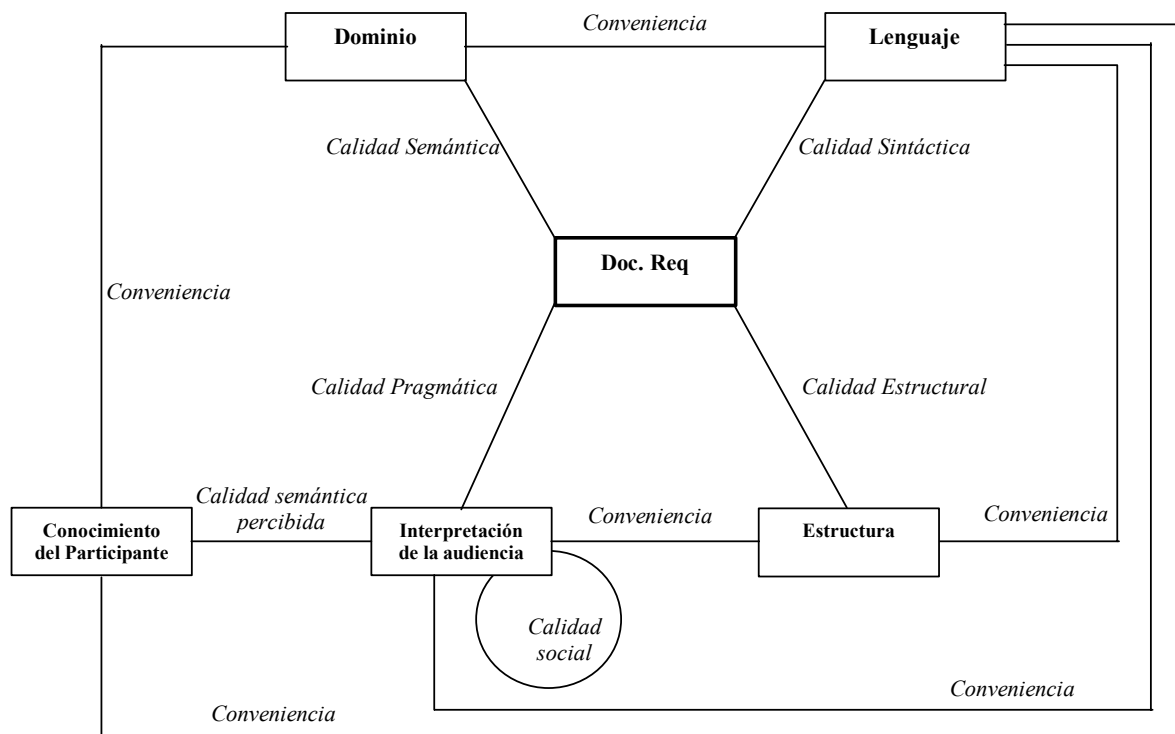 Conveniencia
Dominio
Lenguaje
Calidad Semántica
Calidad Sintáctica
Doc. Req
Conveniencia
Calidad Pragmática
Calidad Estructural
Calidad semántica
percibida
Conveniencia
Conveniencia
Conocimiento
del Participante
Interpretación
de la audiencia
Estructura
Calidad
social
Conveniencia
Conveniencia